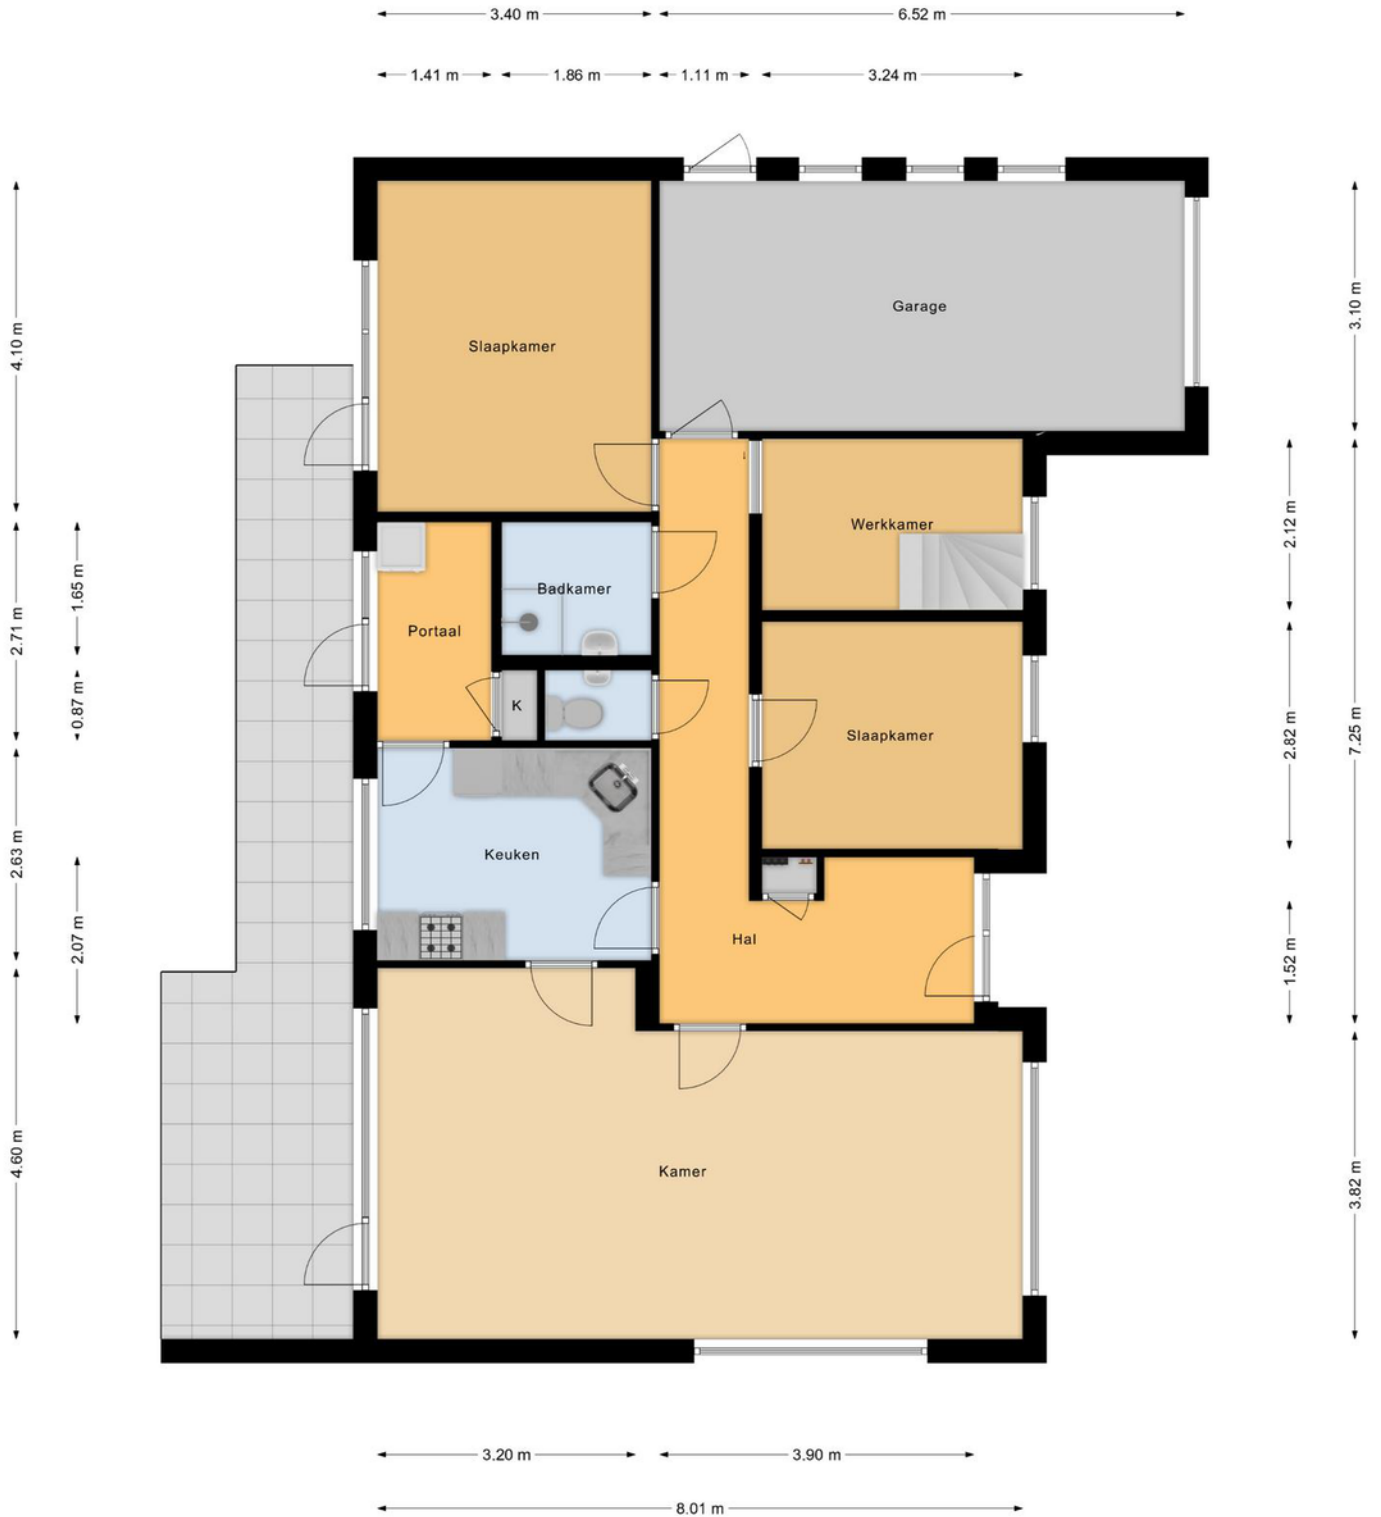 3.40 m
6.52 m
1.41 m
1.86 m
1.11 m
3.24 m
4.10 m
3.10 m
Garage
Slaapkamer
2.71 m
1.65 m
Werkkamer
2.12 m
Badkamer
Portaal
0.87 m
K
Slaapkamer
2.82 m
7.25 m
2.63 m
Keuken
2.07 m
Hal
1.52 m
4.60 m
Kamer
3.82 m
3.20 m
3.90 m
8.01 m